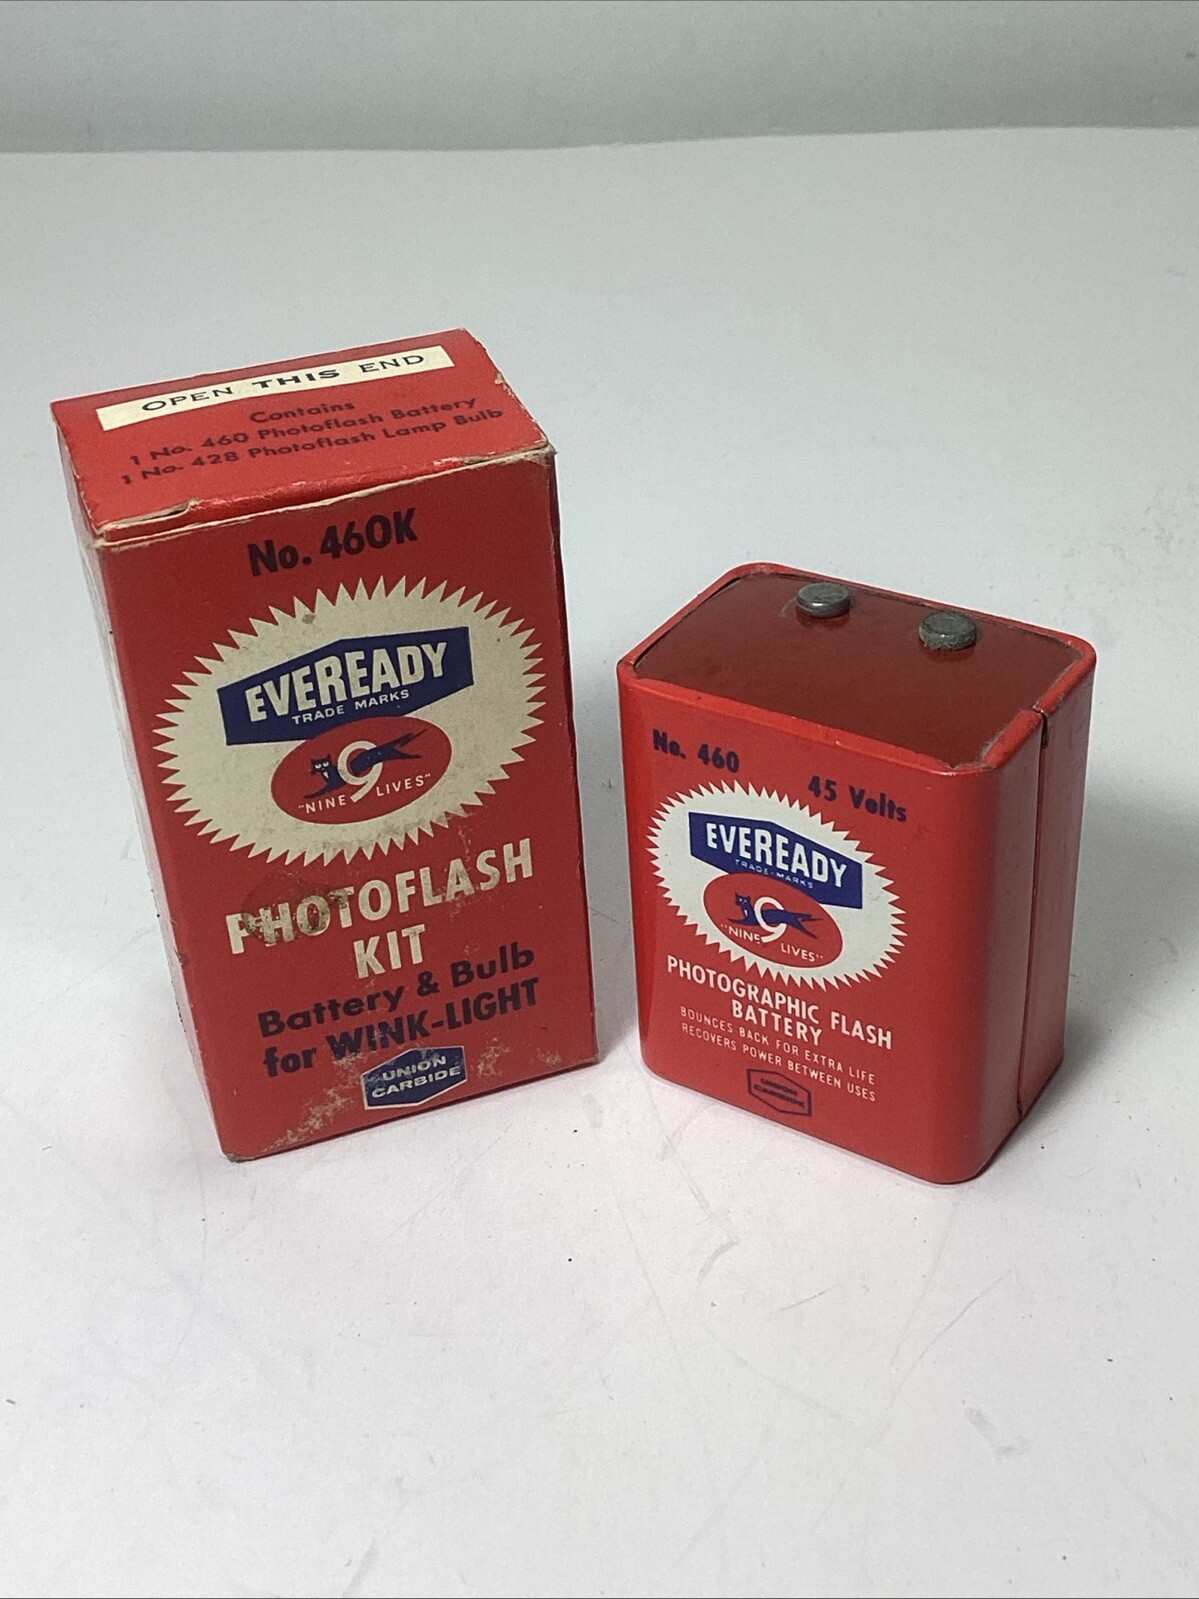 OPEN THIS END
Contains
1 No. 460 Photoflash Battery
1 No. 428 Photoflash Lamp Bulb
No. 460K
EVEREADY
TRADE MARKS
9
"NINE LIVES"
PHOTOFLASH
KIT
Battery & Bulb
for WINK-LIGHT
UNION
CARBIDE
No. 460 45 Volts
EVEREADY
TRADE-MARKS
9
"NINE LIVES"
PHOTOGRAPHIC FLASH
BATTERY
BOUNCES BACK FOR EXTRA LIFE
RECOVERS POWER BETWEEN USES
UNION
CARBIDE